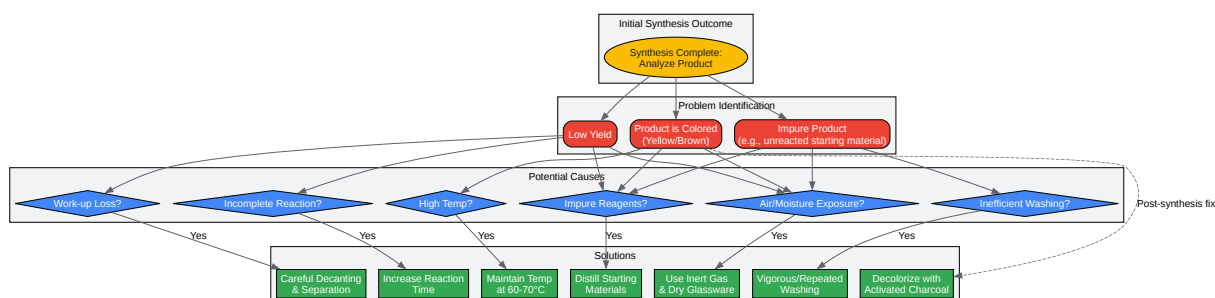 Initial Synthesis Outcome
Synthesis Complete:
Analyze Product
Problem Identification
Low Yield
Product is Colored
(Yellow/Brown)
Impure Product
(e.g., unreacted starting material)
Potential Causes
Work-up Loss?
Incomplete Reaction?
High Temp?
Impure Reagents?
Air/Moisture Exposure?
Inefficient Washing?
Post-synthesis fix
Yes
Yes
Yes
Yes
Yes
Yes
Solutions
Careful Decanting
& Separation
Increase Reaction
Time
Maintain Temp
at 60-70°C
Distill Starting
Materials
Use Inert Gas
& Dry Glassware
Vigorous/Repeated
Washing
Decolorize with
Activated Charcoal